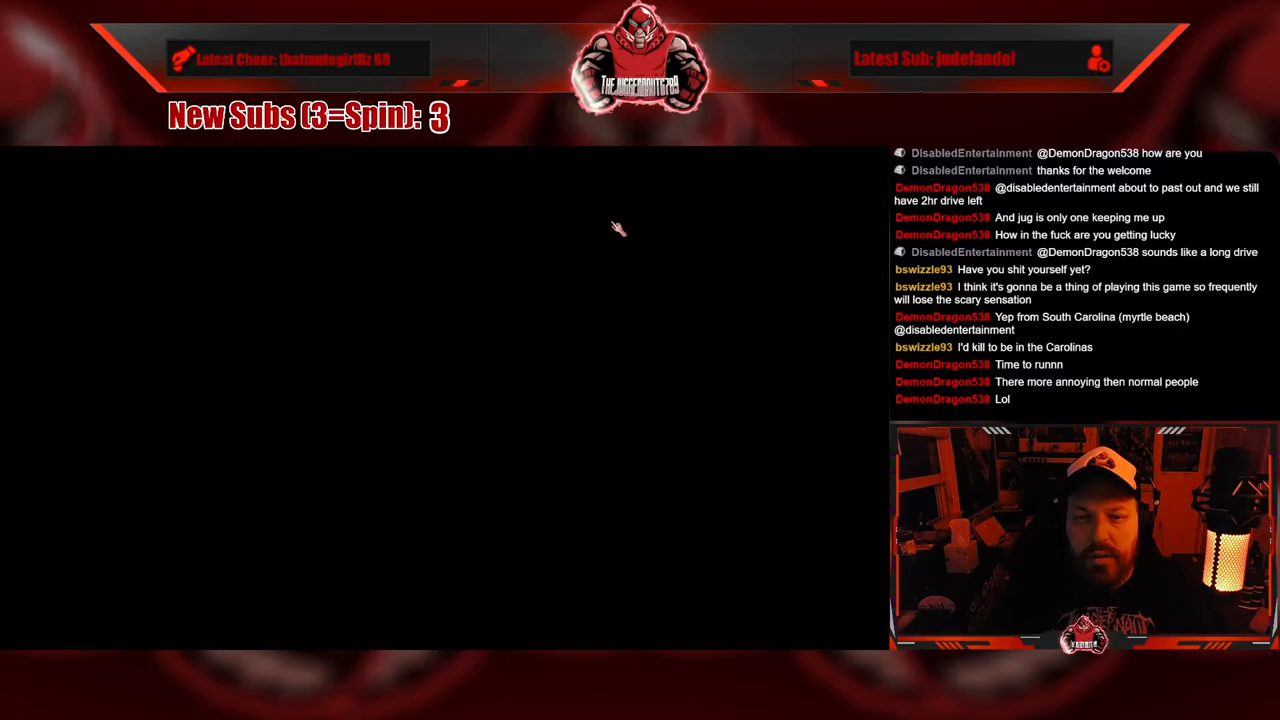 Latest Cheer: thatmutegirlliz 69
THEJUGGERNAUT6789
Latest Sub: judefandel
New Subs (3=Spin): 3
DisabledEntertainment @DemonDragon538 how are you
DisabledEntertainment thanks for the welcome
DemonDragon538 @disabledentertainment about to past out and we still
have 2hr drive left
DemonDragon538 And jug is only one keeping me up
DemonDragon538 How in the fuck are you getting lucky
DisabledEntertainment @DemonDragon538 sounds like a long drive
bswizzle93 Have you shit yourself yet?
bswizzle93 I think it's gonna be a thing of playing this game so frequently
will lose the scary sensation
DemonDragon538 Yep from South Carolina (myrtle beach)
@disabledentertainment
bswizzle93 I'd kill to be in the Carolinas
DemonDragon538 Time to runnn
DemonDragon538 There more annoying then normal people
DemonDragon538 Lol